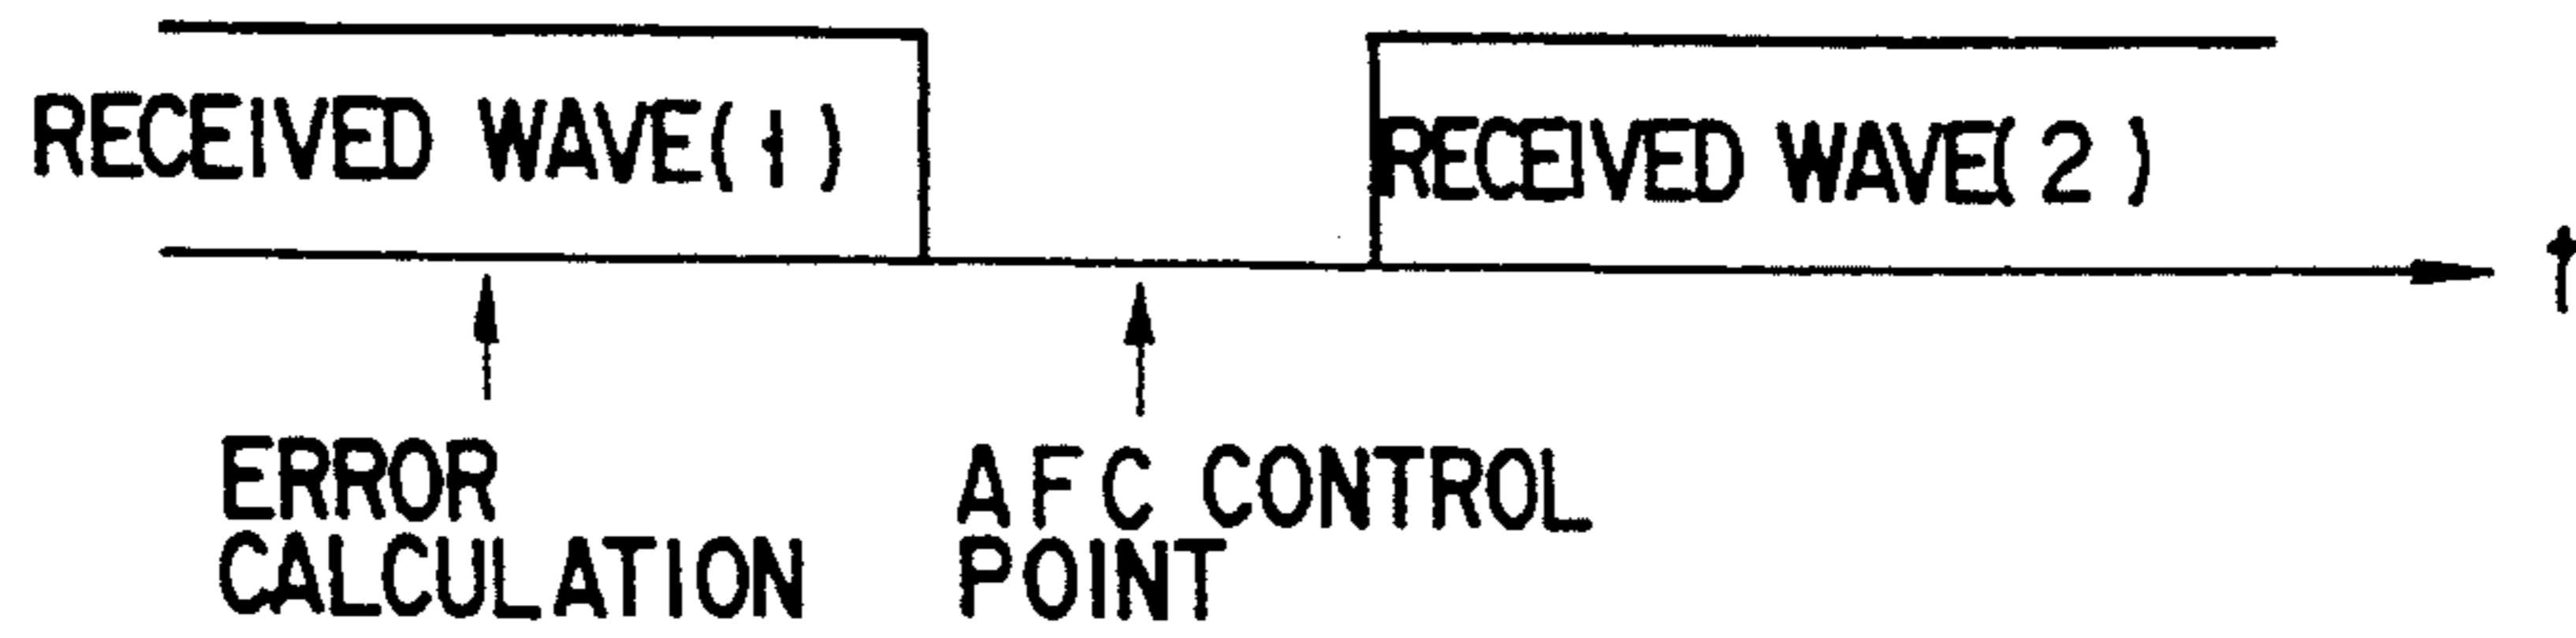 RECEIVED WAVE(1)
RECEIVED WAVE(2)
t
ERROR
CALCULATION
AFC CONTROL
POINT